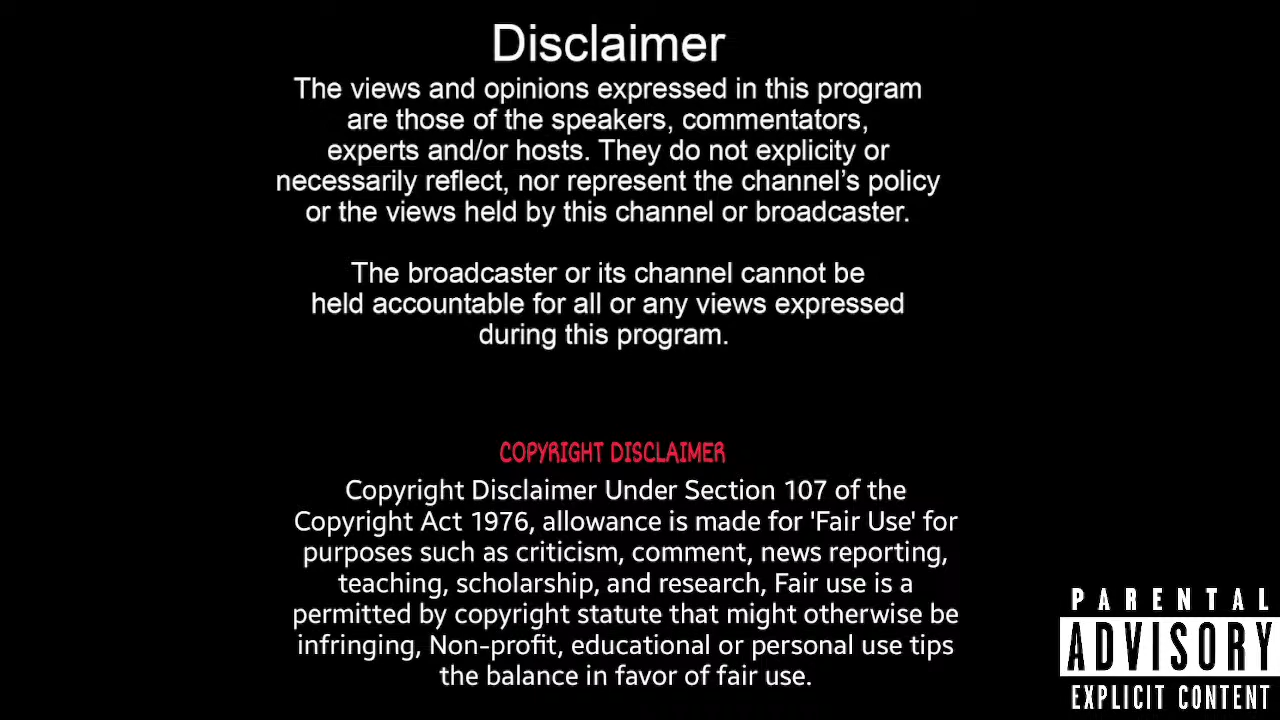 Disclaimer
The views and opinions expressed in this program
are those of the speakers, commentators,
experts and/or hosts. They do not explicity or
necessarily reflect, nor represent the channel’s policy
or the views held by this channel or broadcaster.
The broadcaster or its channel cannot be
held accountable for all or any views expressed
during this program.
COPYRIGHT DISCLAIMER
Copyright Disclaimer Under Section 107 of the
Copyright Act 1976, allowance is made for 'Fair Use' for
purposes such as criticism, comment, news reporting,
teaching, scholarship, and research, Fair use is a
permitted by copyright statute that might otherwise be
infringing, Non-profit, educational or personal use tips
the balance in favor of fair use.
PARENTAL
ADVISORY
EXPLICIT CONTENT